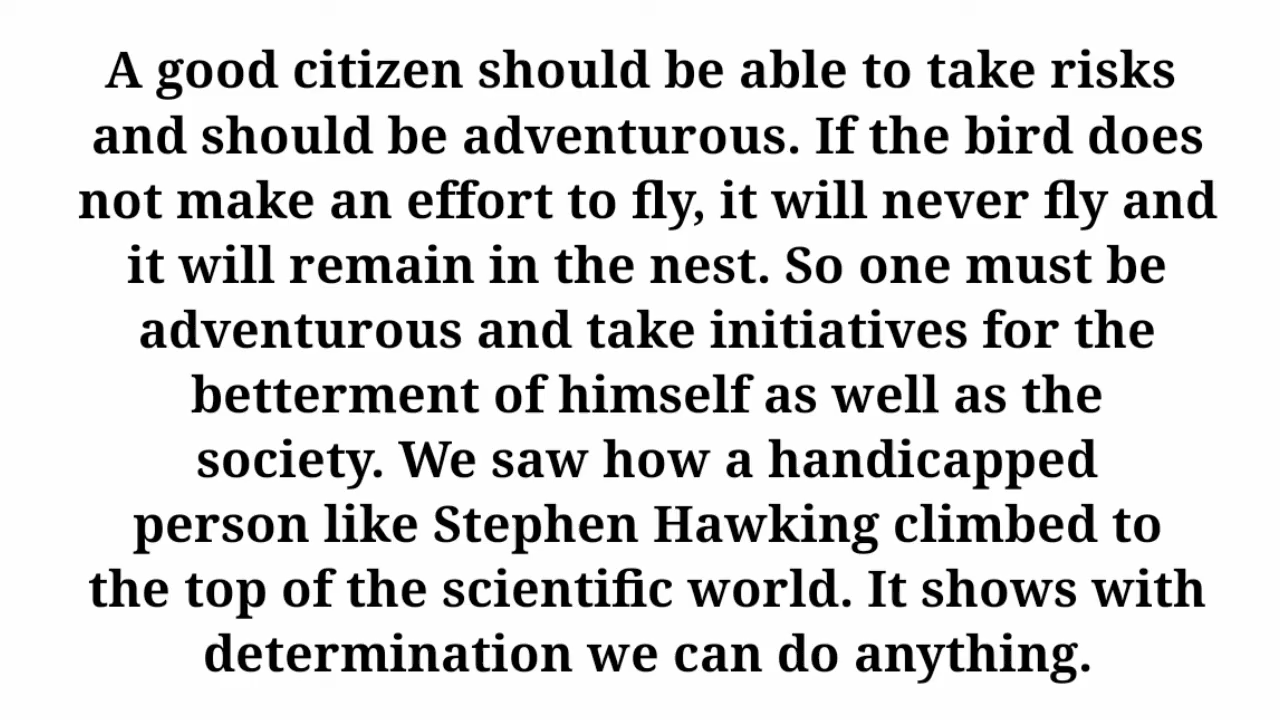 A good citizen should be able to take risks
and should be adventurous. If the bird does
not make an effort to fly, it will never fly and
it will remain in the nest. So one must be
adventurous and take initiatives for the
betterment of himself as well as the
society. We saw how a handicapped
person like Stephen Hawking climbed to
the top of the scientific world. It shows with
determination we can do anything.